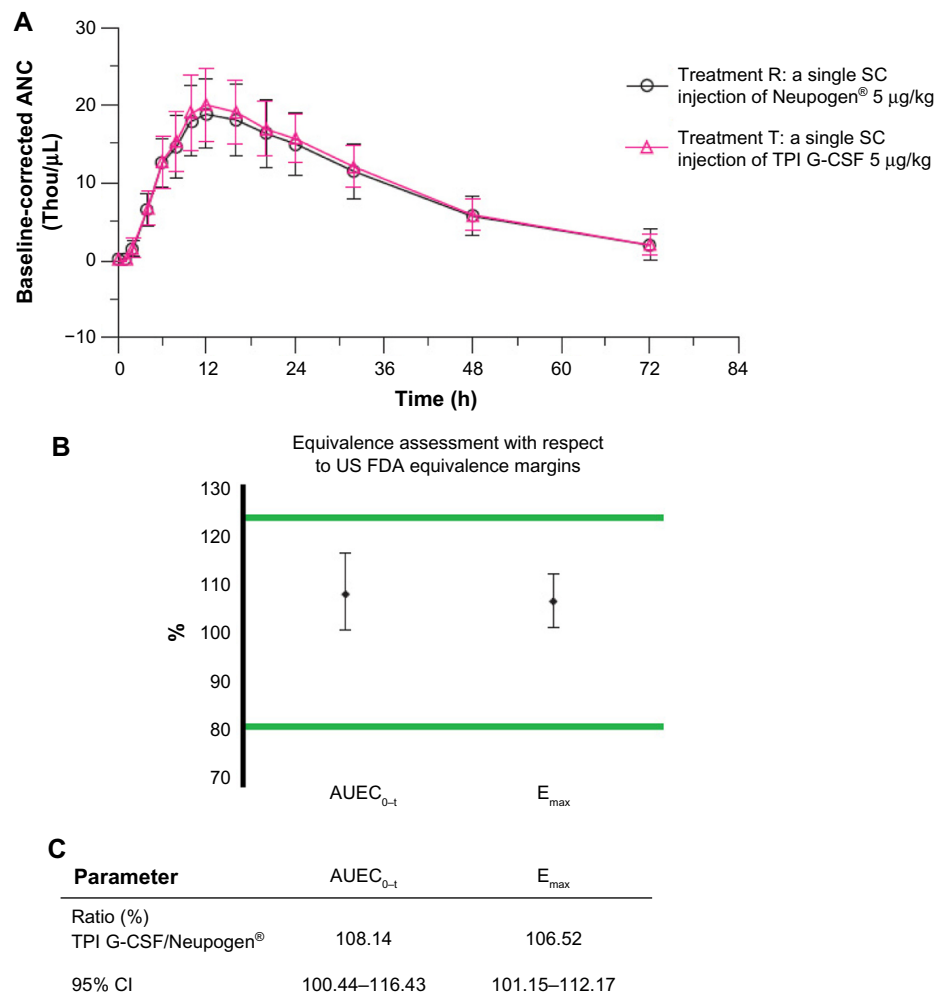 A
30
20
10
0
−10
Baseline-corrected ANC
(Thou/μL)
0
12
24
36
48
60
72
84
Time (h)
Treatment R: a single SC
injection of Neupogen® 5 μg/kg
Treatment T: a single SC
injection of TPI G-CSF 5 μg/kg
B
Equivalence assessment with respect
to US FDA equivalence margins
130
120
110
100
90
80
70
%
AUEC0–t
Emax
C
Parameter AUEC0–t Emax
Ratio (%)
TPI G-CSF/Neupogen® 108.14 106.52
95% CI 100.44–116.43 101.15–112.17